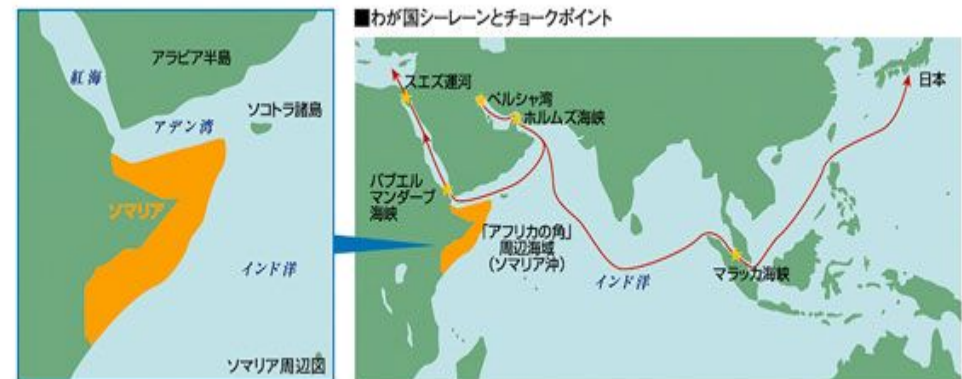 アラビア半島
紅海
ソコトラ諸島
アデン湾
ソマリア
インド洋
ソマリア周辺図
■わが国シーレーンとチョークポイント
スエズ運河
日本
ペルシャ湾
ホルムズ海峡
バブエル
マンダーブ
海峡
「アフリカの角」
周辺海域
(ソマリア沖)
インド洋
マラッカ海峡